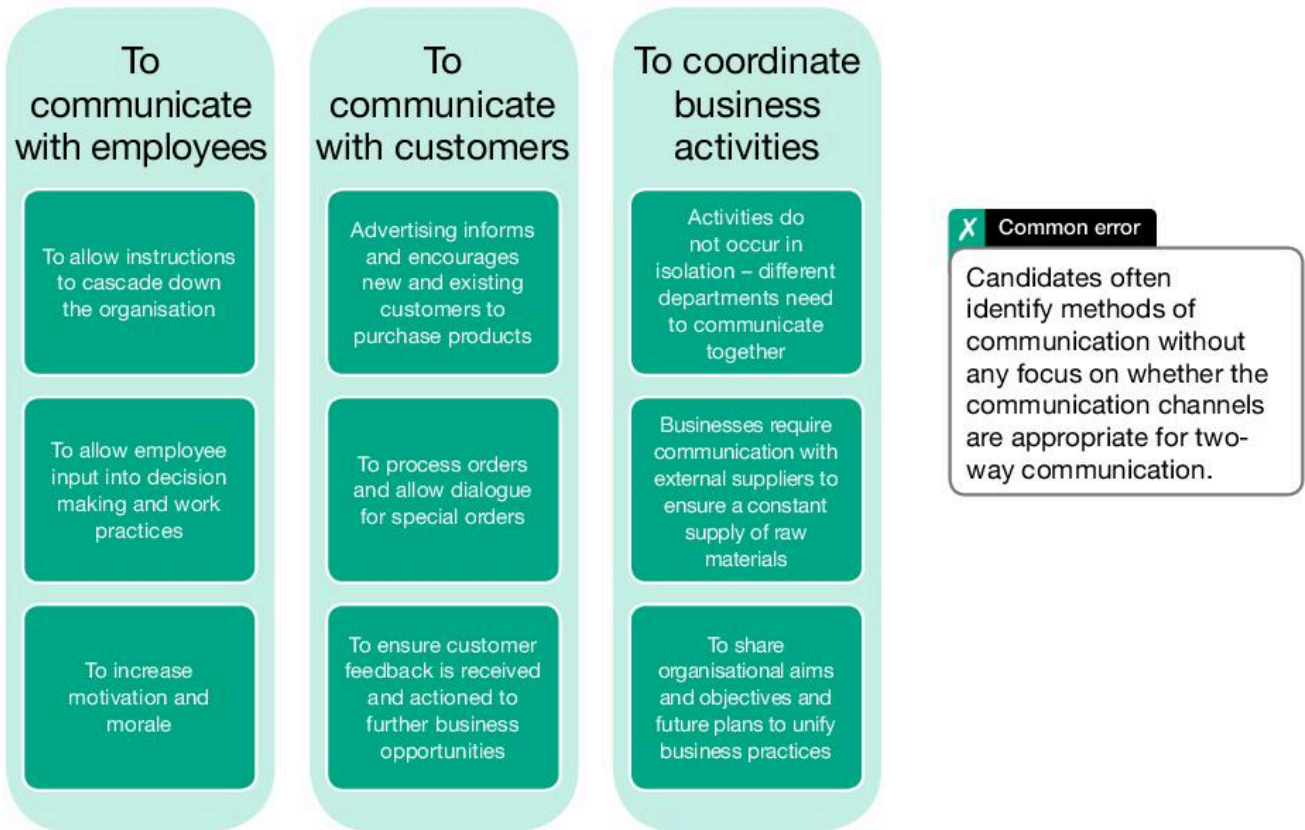 To
communicate
with employees
To allow instructions
to cascade down
the organisation
To allow employee
input into decision
making and work
practices
To increase
motivation and
morale
To
communicate
with customers
Advertising informs
and encourages
new and existing
customers to
purchase products
To process orders
and allow dialogue
for special orders
To ensure customer
feedback is received
and actioned to
further business
opportunities
To coordinate
business
activities
Activities do
not occur in
isolation – different
departments need
to communicate
together
Businesses require
communication with
external suppliers to
ensure a constant
supply of raw
materials
To share
organisational aims
and objectives and
future plans to unify
business practices
✗ Common error
Candidates often
identify methods of
communication without
any focus on whether the
communication channels
are appropriate for two-
way communication.